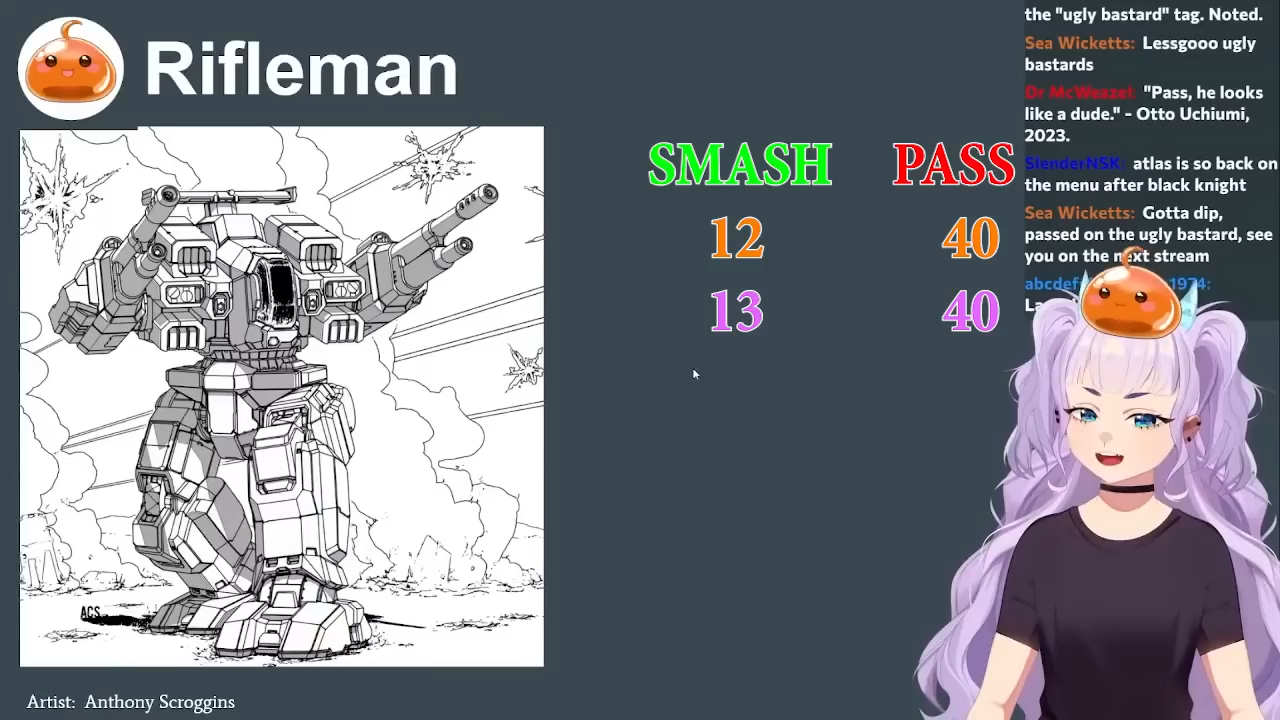 Rifleman
ACS
Artist: Anthony Scroggins
SMASH PASS
12 40
13 40
the "ugly bastard" tag. Noted.
Sea Wicketts: Lessgooo ugly
bastards
Dr McWeazel: "Pass, he looks
like a dude." - Otto Uchiumi,
2023.
SlenderNSK: atlas is so back on
the menu after black knight
Sea Wicketts: Gotta dip,
passed on the ugly bastard, see
you on the next stream